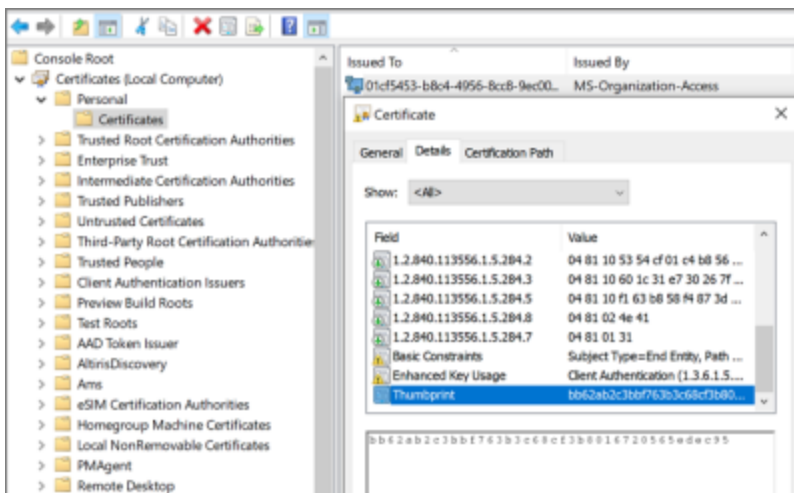 Console Root
Certificates (Local Computer)
Personal
Certificates
Trusted Root Certification Authorities
Enterprise Trust
Intermediate Certification Authorities
Trusted Publishers
Untrusted Certificates
Third-Party Root Certification Authoritie
Trusted People
Client Authentication Issuers
Preview Build Roots
Test Roots
AAD Token Issuer
AltirisDiscovery
Ams
eSIM Certification Authorities
Homegroup Machine Certificates
Local NonRemovable Certificates
PMAgent
Remote Desktop
Issued To Issued By
01cf5453-b8c4-4956-8cc8-9ec00... MS-Organization-Access
Certificate
General Details Certification Path
Show: <All>
Field Value
1.2.840.113556.1.5.284.2 04 81 10 53 54 cf 01 c4 b8 56 ...
1.2.840.113556.1.5.284.3 04 81 10 60 1c 31 e7 30 26 7f ...
1.2.840.113556.1.5.284.5 04 81 10 f1 63 b8 58 f4 87 3d ...
1.2.840.113556.1.5.284.8 04 81 02 4e 41
1.2.840.113556.1.5.284.7 04 81 01 31
Basic Constraints Subject Type=End Entity, Path ...
Enhanced Key Usage Client Authentication (1.3.6.1.5....
Thumbprint bb62ab2c3bbf763b3c68cf3b80...